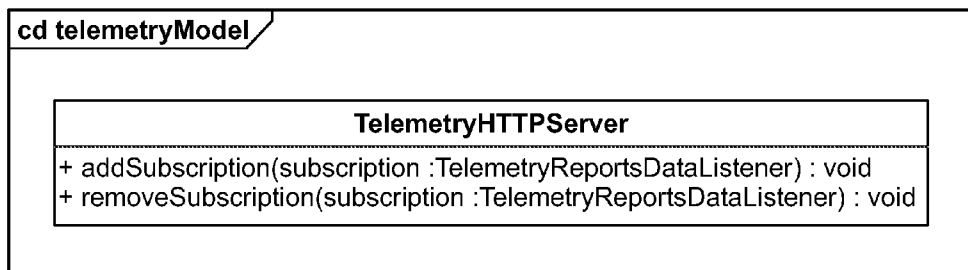 cd telemetryModel
TelemetryHTTPServer
+ addSubscription(subscription :TelemetryReportsDataListener) : void
+ removeSubscription(subscription :TelemetryReportsDataListener) : void